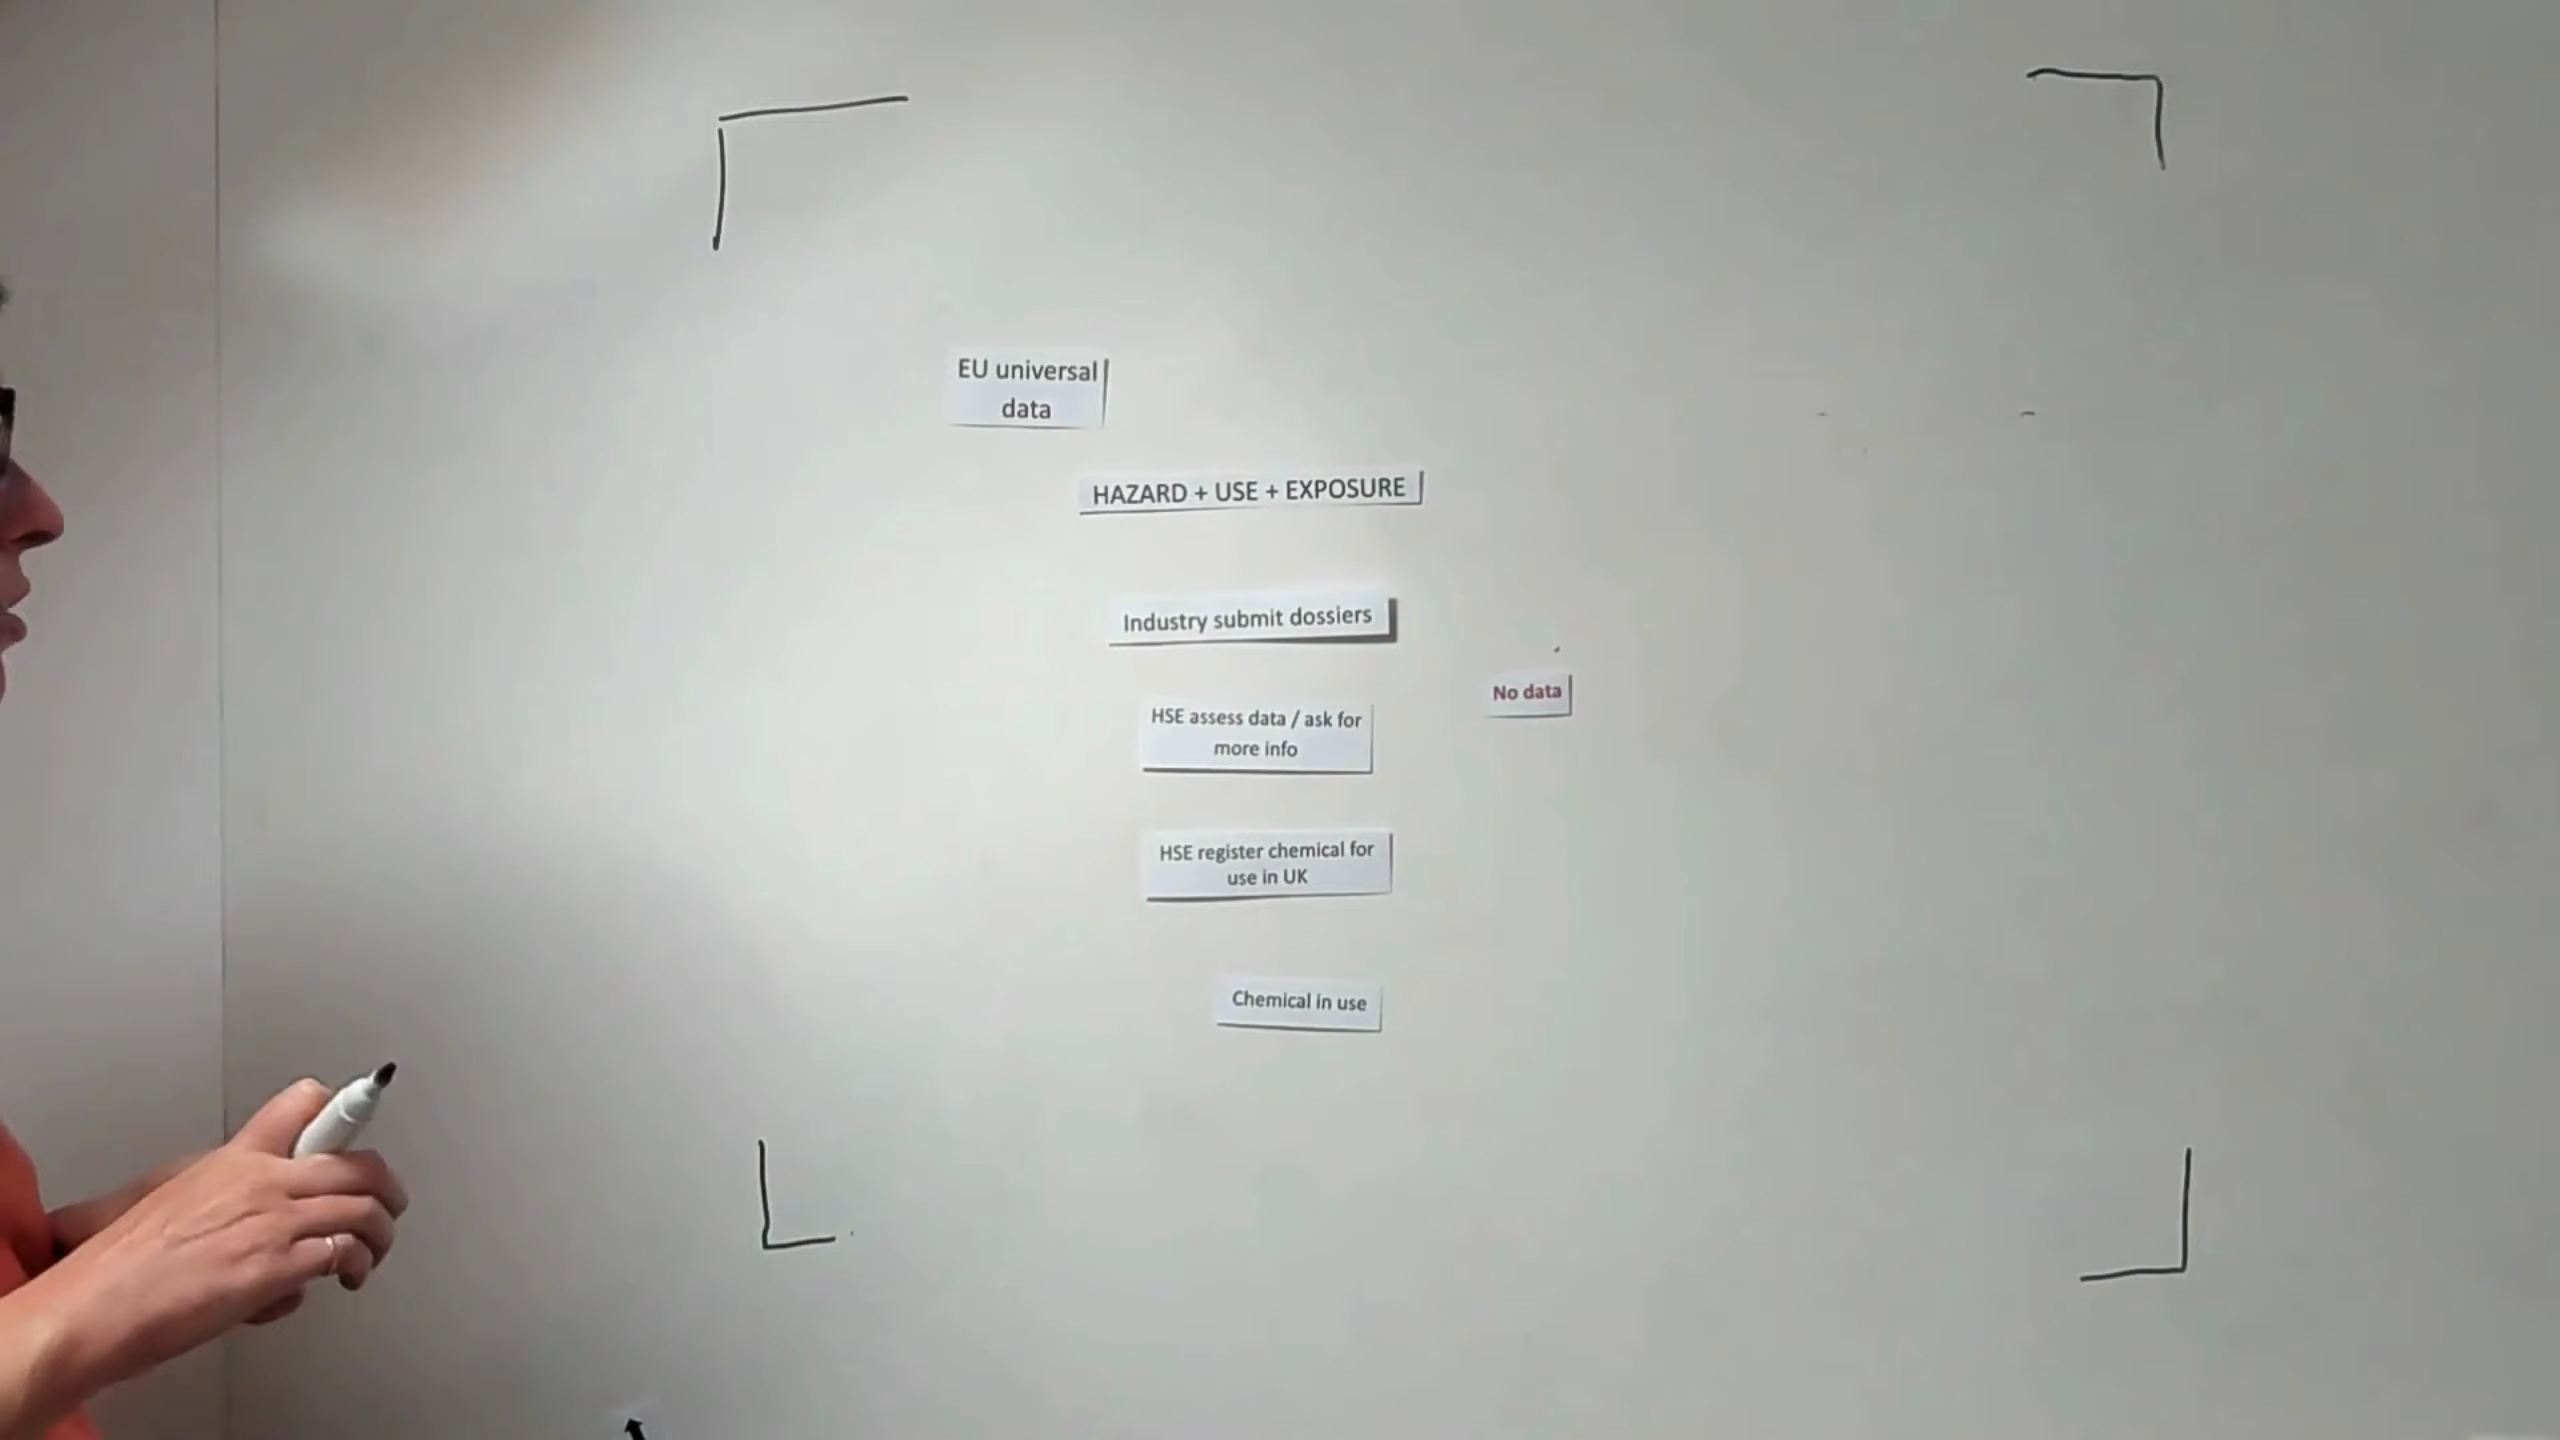 EU universal
data
HAZARD + USE + EXPOSURE
Industry submit dossiers
No data
HSE assess data / ask for
more info
HSE register chemical for
use in UK
Chemical in use